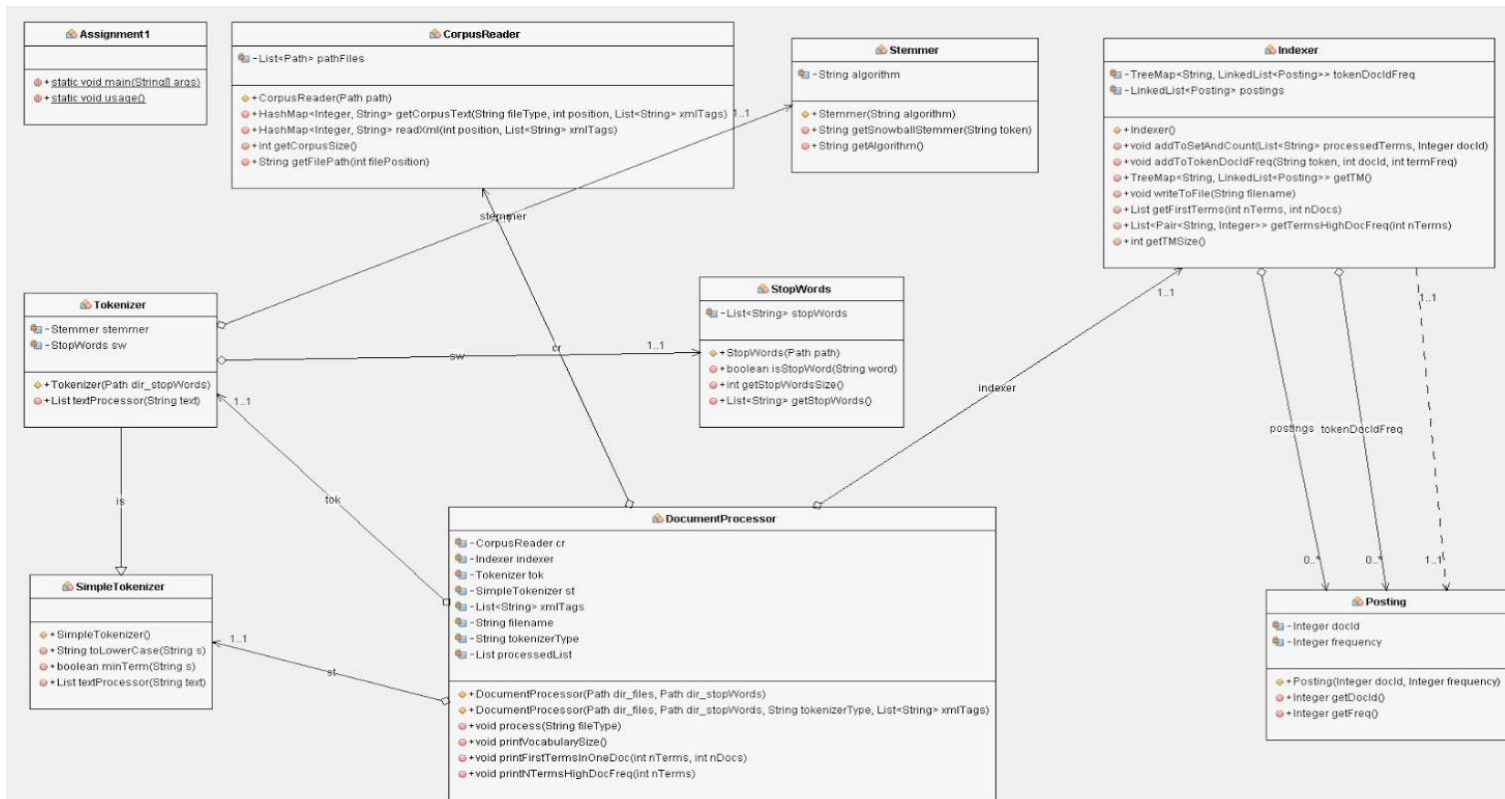 Assignment1
+ static void main(String[] args)
+ static void usage()
CorpusReader
- List<Path> pathFiles
+ CorpusReader(Path path)
+ HashMap<Integer, String> getCorpusText(String fileType, int position, List<String> xmlTags)
+ HashMap<Integer, String> readXml(int position, List<String> xmlTags)
+ int getCorpusSize()
+ String getFilePath(int filePosition)
Stemmer
- String algorithm
+ Stemmer(String algorithm)
+ String getSnowballStemmer(String token)
+ String getAlgorithm()
1..1
Indexer
- TreeMap<String, LinkedList<Posting>> tokenDocIdFreq
- LinkedList<Posting> postings
+ Indexer()
+ void addToSetAndCount(List<String> processedTerms, Integer docId)
+ void addToTokenDocIdFreq(String token, int docId, int termFreq)
+ TreeMap<String, LinkedList<Posting>> getTM()
+ void writeToFile(String filename)
+ List getFirstTerms(int nTerms, int nDocs)
+ List<Pair<String, Integer>> getTermsHighDocFreq(int nTerms)
+ int getTMSize()
stemmer
Tokenizer
- Stemmer stemmer
- StopWords sw
+ Tokenizer(Path dir_stopWords)
+ List textProcessor(String text)
1..1
sw
cr
1..1
StopWords
- List<String> stopWords
+ StopWords(Path path)
+ boolean isStopWord(String word)
+ int getStopWordsSize()
+ List<String> getStopWords()
1..1
1..1
indexer
postings
tokenDocIdFreq
is
tok
0..*
0..*
1..1
SimpleTokenizer
+ SimpleTokenizer()
+ String toLowerCase(String s)
+ boolean minTerm(String s)
+ List textProcessor(String text)
1..1
st
DocumentProcessor
- CorpusReader cr
- Indexer indexer
- Tokenizer tok
- SimpleTokenizer st
- List<String> xmlTags
- String filename
- String tokenizerType
- List processedList
+ DocumentProcessor(Path dir_files, Path dir_stopWords)
+ DocumentProcessor(Path dir_files, Path dir_stopWords, String tokenizerType, List<String> xmlTags)
+ void process(String fileType)
+ void printVocabularySize()
+ void printFirstTermsInOneDoc(int nTerms, int nDocs)
+ void printNTermsHighDocFreq(int nTerms)
Posting
- Integer docId
- Integer frequency
+ Posting(Integer docId, Integer frequency)
+ Integer getDocId()
+ Integer getFreq()